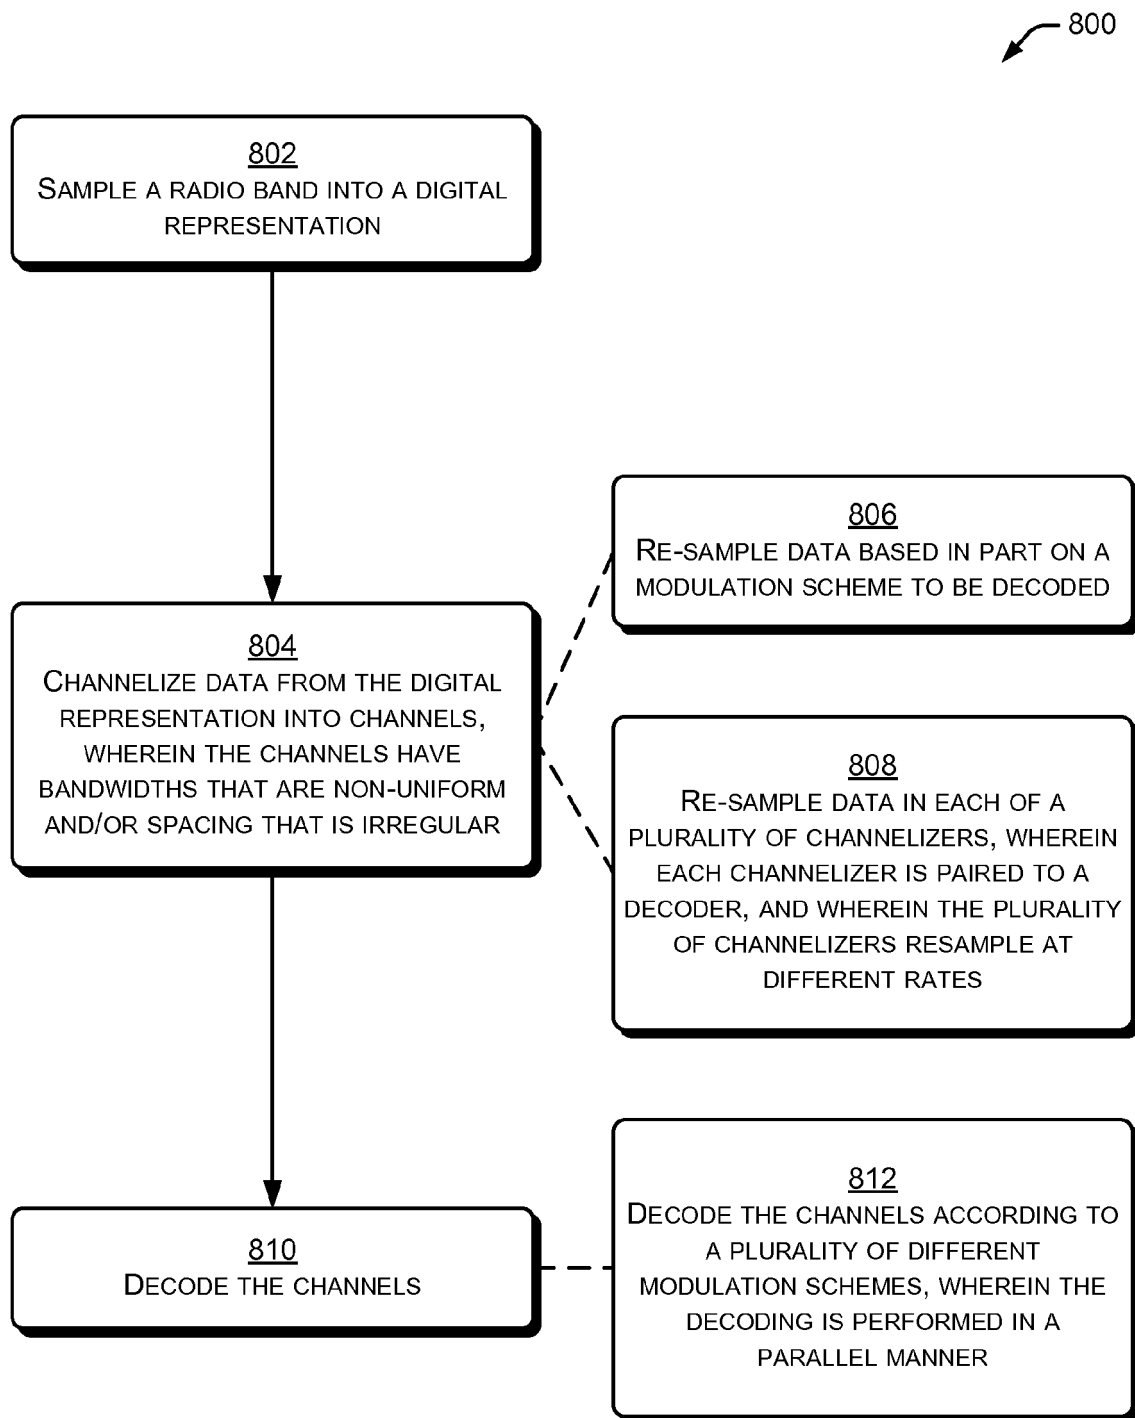 800
802
SAMPLE A RADIO BAND INTO A DIGITAL
REPRESENTATION
804
CHANNELIZE DATA FROM THE DIGITAL
REPRESENTATION INTO CHANNELS,
WHEREIN THE CHANNELS HAVE
BANDWIDTHS THAT ARE NON-UNIFORM
AND/OR SPACING THAT IS IRREGULAR
806
RE-SAMPLE DATA BASED IN PART ON A
MODULATION SCHEME TO BE DECODED
808
RE-SAMPLE DATA IN EACH OF A
PLURALITY OF CHANNELIZERS, WHEREIN
EACH CHANNELIZER IS PAIRED TO A
DECODER, AND WHEREIN THE PLURALITY
OF CHANNELIZERS RESAMPLE AT
DIFFERENT RATES
810
DECODE THE CHANNELS
812
DECODE THE CHANNELS ACCORDING TO
A PLURALITY OF DIFFERENT
MODULATION SCHEMES, WHEREIN THE
DECODING IS PERFORMED IN A
PARALLEL MANNER